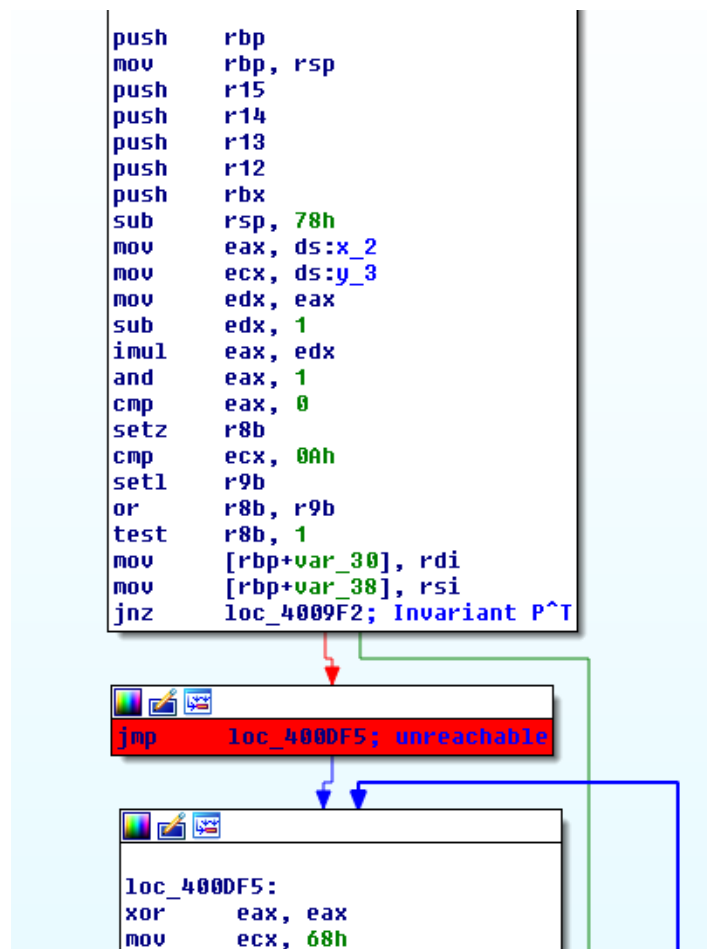 push rbp
mov rbp, rsp
push r15
push r14
push r13
push r12
push rbx
sub rsp, 78h
mov eax, ds:x_2
mov ecx, ds:y_3
mov edx, eax
sub edx, 1
imul eax, edx
and eax, 1
cmp eax, 0
setz r8b
cmp ecx, 0Ah
setl r9b
or r8b, r9b
test r8b, 1
mov [rbp+var_30], rdi
mov [rbp+var_38], rsi
jnz loc_4009F2; Invariant P^T
jmp loc_400DF5; unreachable
loc_400DF5:
xor eax, eax
mov ecx, 68h